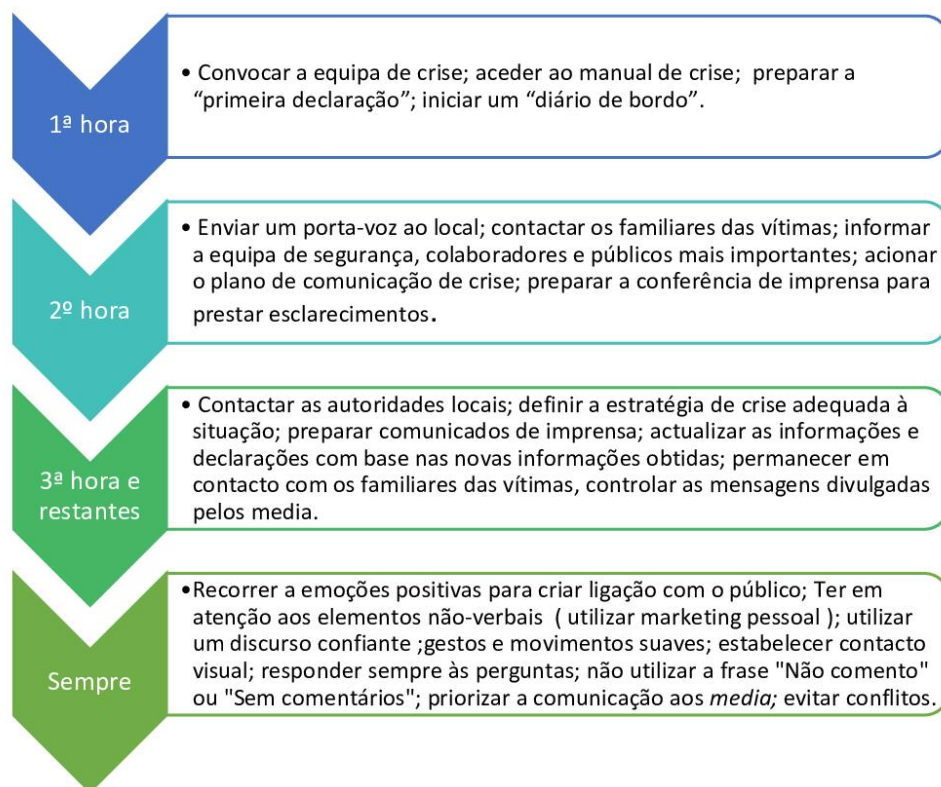 1ª hora
• Convocar a equipa de crise; aceder ao manual de crise;  preparar a
“primeira declaração”; iniciar um “diário de bordo”.
2º hora
• Enviar um porta-voz ao local; contactar os familiares das vítimas; informar
a equipa de segurança, colaboradores e públicos mais importantes; acionar
o plano de comunicação de crise; preparar a conferência de imprensa para
prestar esclarecimentos.
3ª hora e
restantes
• Contactar as autoridades locais; definir a estratégia de crise adequada à
situação; preparar comunicados de imprensa; actualizar as informações e
declarações com base nas novas informações obtidas; permanecer em
contacto com os familiares das vítimas, controlar as mensagens divulgadas
pelos media.
Sempre
•Recorrer a emoções positivas para criar ligação com o público; Ter em
atenção aos elementos não-verbais  ( utilizar marketing pessoal ); utilizar
um discurso confiante ;gestos e movimentos suaves; estabelecer contacto
visual; responder sempre às perguntas; não utilizar a frase "Não comento"
ou "Sem comentários"; priorizar a comunicação aos media; evitar conflitos.